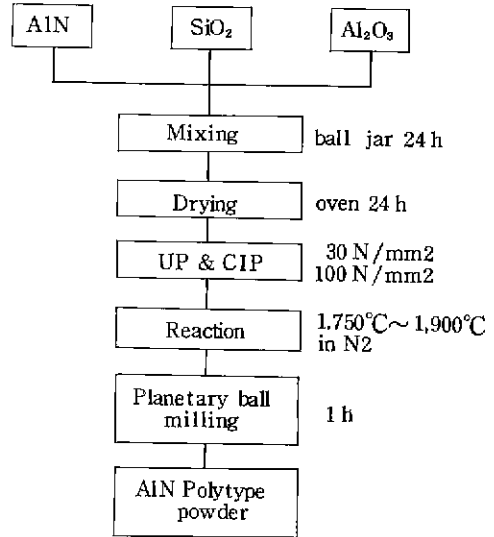 AlN
SiO₂
Al₂O₃
Mixing
ball jar 24 h
Drying
oven 24 h
UP & CIP
30 N/mm2
100 N/mm2
Reaction
1,750℃～1,900℃
in N2
Planetary ball
milling
1 h
AlN Polytype
powder